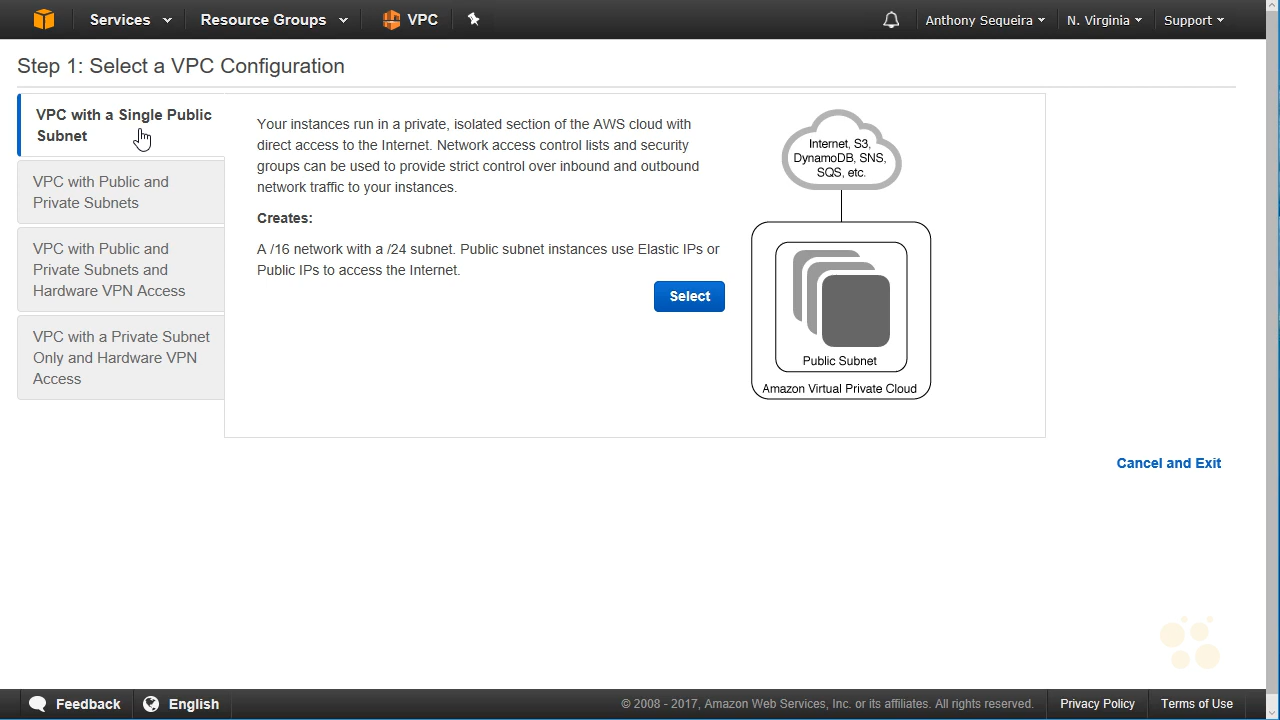 Services
Resource Groups
VPC
Anthony Sequeira
N. Virginia
Support
Step 1: Select a VPC Configuration
VPC with a Single Public
Subnet
VPC with Public and
Private Subnets
VPC with Public and
Private Subnets and
Hardware VPN Access
VPC with a Private Subnet
Only and Hardware VPN
Access
Your instances run in a private, isolated section of the AWS cloud with
direct access to the Internet. Network access control lists and security
groups can be used to provide strict control over inbound and outbound
network traffic to your instances.
Creates:
A /16 network with a /24 subnet. Public subnet instances use Elastic IPs or
Public IPs to access the Internet.
Select
Internet, S3,
DynamoDB, SNS,
SQS, etc.
Public Subnet
Amazon Virtual Private Cloud
Cancel and Exit
Feedback
English
© 2008 - 2017, Amazon Web Services, Inc. or its affiliates. All rights reserved.
Privacy Policy
Terms of Use